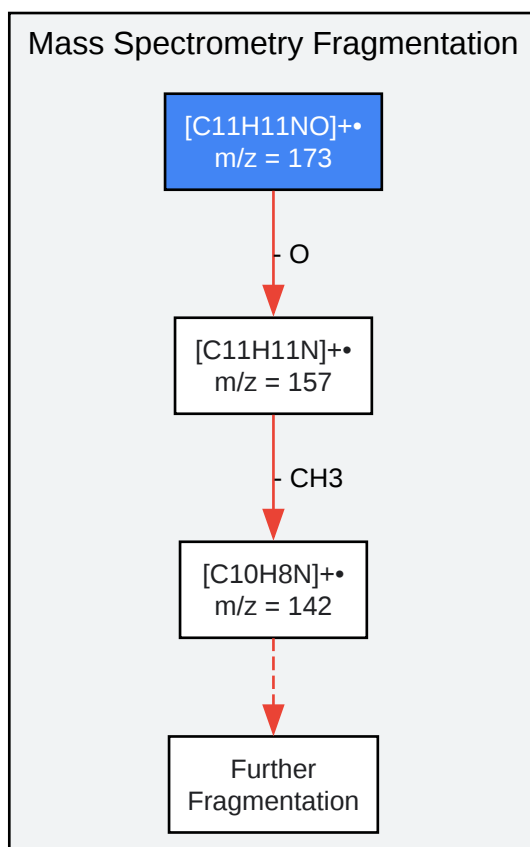 Mass Spectrometry Fragmentation
[C11H11NO]+•
m/z = 173
- O
[C11H11N]+•
m/z = 157
- CH3
[C10H8N]+•
m/z = 142
Further
Fragmentation